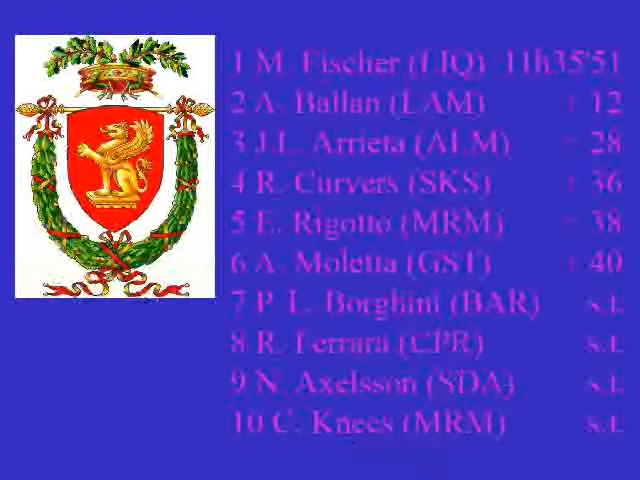 1 M. Fischer (LIQ) 11h35'51
2 A. Ballan (LAM) + 12
3 J.L. Arrieta (ALM) + 28
4 R. Curvers (SKS) + 36
5 E. Rigotto (MRM) + 38
6 A. Moletta (GST) + 40
7 P. L. Borghini (BAR) s.t.
8 R. Ferrara (CPR) s.t.
9 N. Axelsson (SDA) s.t.
10 C. Knees (MRM) s.t.